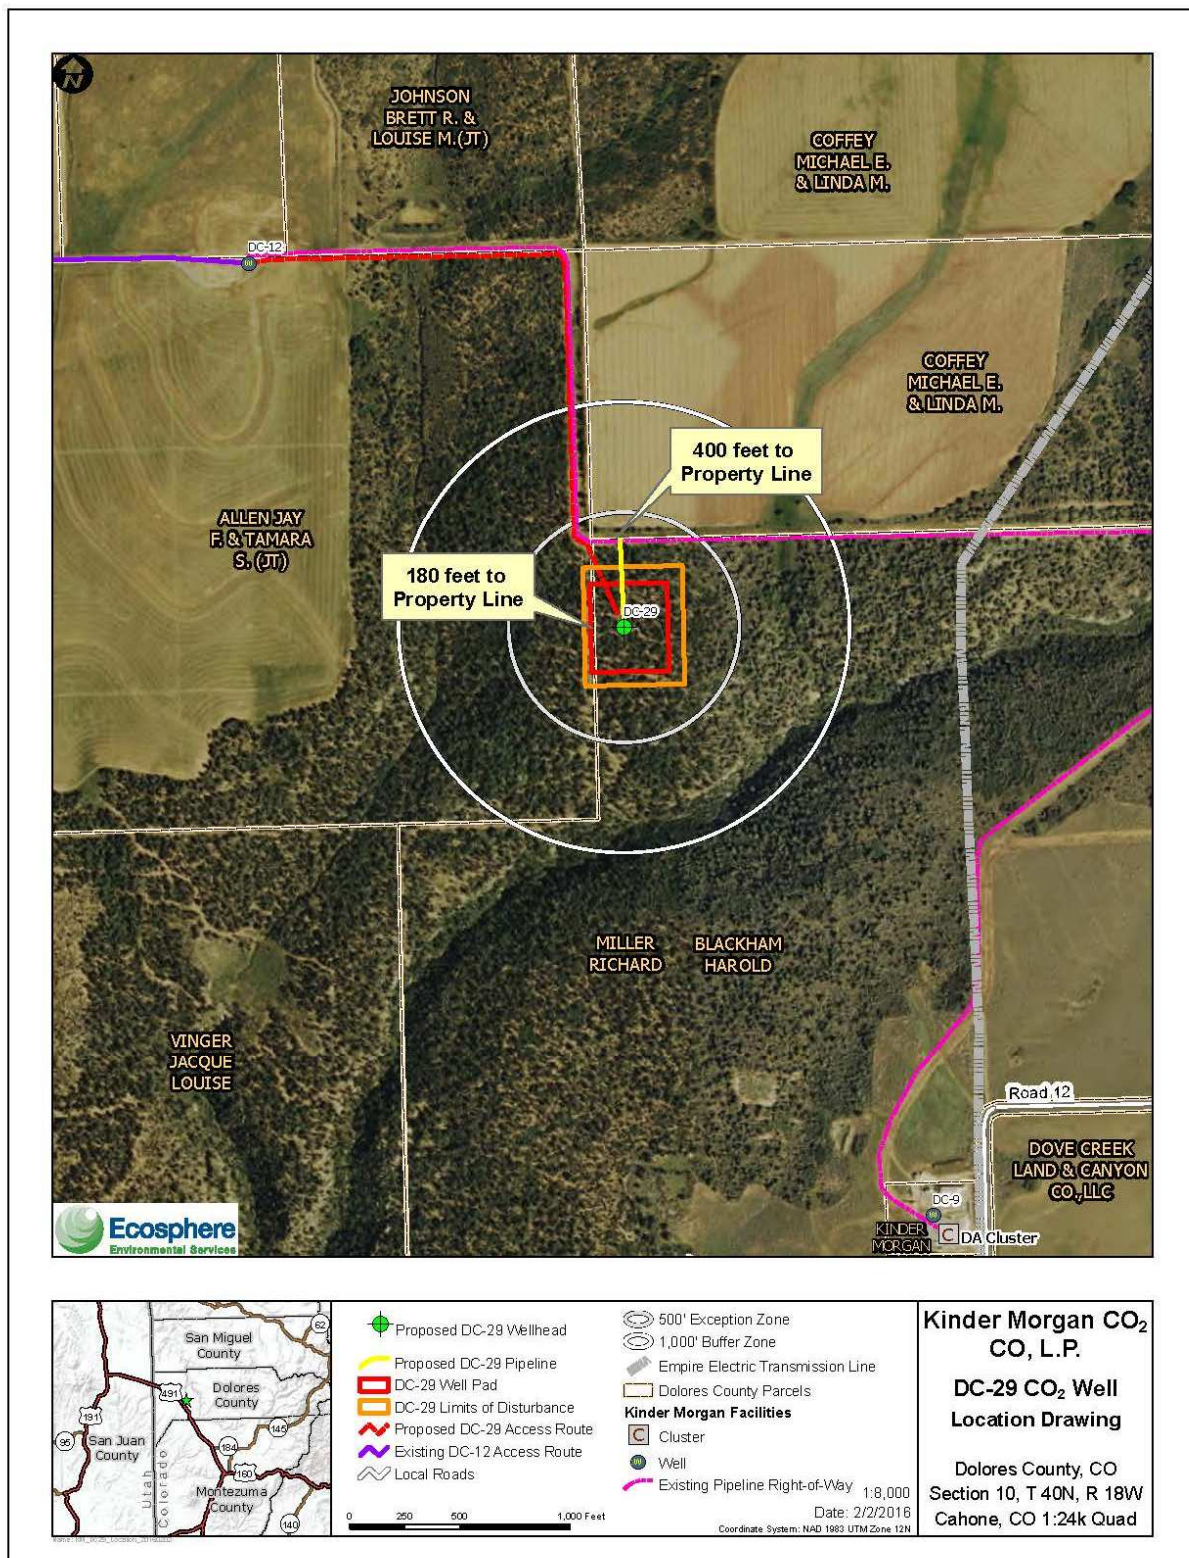 N
JOHNSON
BRETT R. &
LOUISE M.(JT)
COFFEY
MICHAEL E.
& LINDA M.
DC-12
COFFEY
MICHAEL E.
& LINDA M.
400 feet to
Property Line
ALLEN JAY
F. & TAMARA
S. (JT)
180 feet to
Property Line
DC-29
MILLER
RICHARD
BLACKHAM
HAROLD
VINGER
JACQUE
LOUISE
Road 12
DOVE CREEK
LAND & CANYON
CO.,LLC
DC-9
KINDER
MORGAN
C
DA Cluster
Ecosphere
Environmental Services
San Miguel
County
62
Dolores
County
491
191
145
95
San Juan
County
184
160
Utah
Colorado
Montezuma
County
140
Proposed DC-29 Wellhead
Proposed DC-29 Pipeline
DC-29 Well Pad
DC-29 Limits of Disturbance
Proposed DC-29 Access Route
Existing DC-12 Access Route
Local Roads
0 250 500 1,000 Feet
500' Exception Zone
1,000' Buffer Zone
Empire Electric Transmission Line
Dolores County Parcels
Kinder Morgan Facilities
C Cluster
W Well
Existing Pipeline Right-of-Way
1:8,000
Date: 2/2/2016
Coordinate System: NAD 1983 UTM Zone 12N
Kinder Morgan CO₂
CO, L.P.
DC-29 CO₂ Well
Location Drawing
Dolores County, CO
Section 10, T 40N, R 18W
Cahone, CO 1:24k Quad